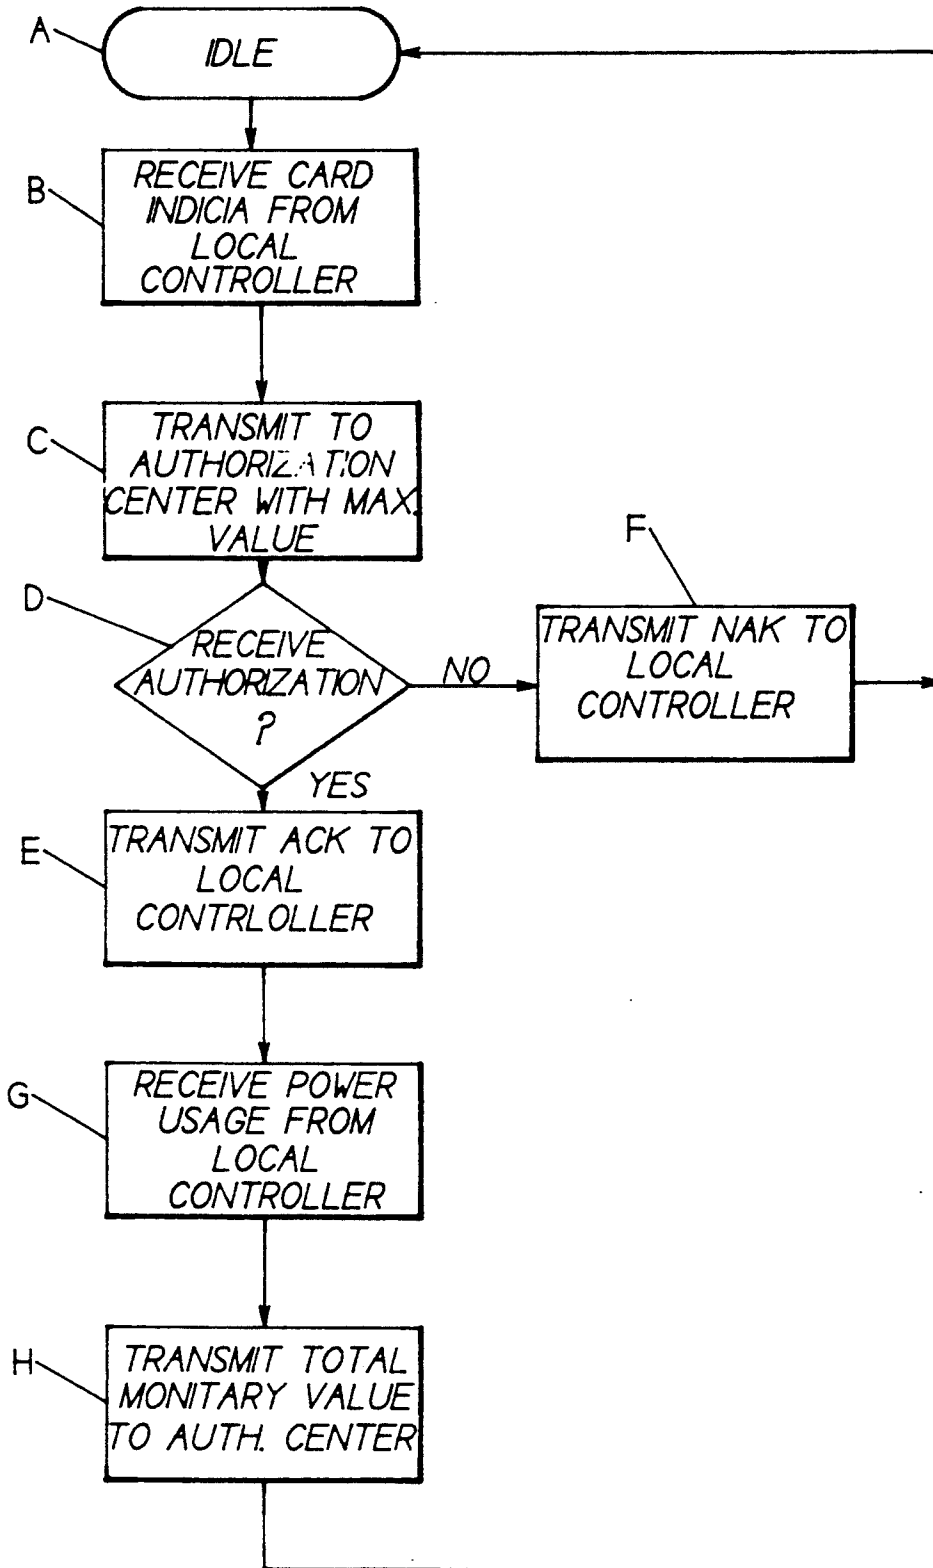 A
IDLE
B
RECEIVE CARD
INDICIA FROM
LOCAL
CONTROLLER
C
TRANSMIT TO
AUTHORIZATION
CENTER WITH MAX.
VALUE
D
RECEIVE
AUTHORIZATION
?
NO
YES
F
TRANSMIT NAK TO
LOCAL
CONTROLLER
E
TRANSMIT ACK TO
LOCAL
CONTRLOLLER
G
RECEIVE POWER
USAGE FROM
LOCAL
CONTROLLER
H
TRANSMIT TOTAL
MONITARY VALUE
TO AUTH. CENTER